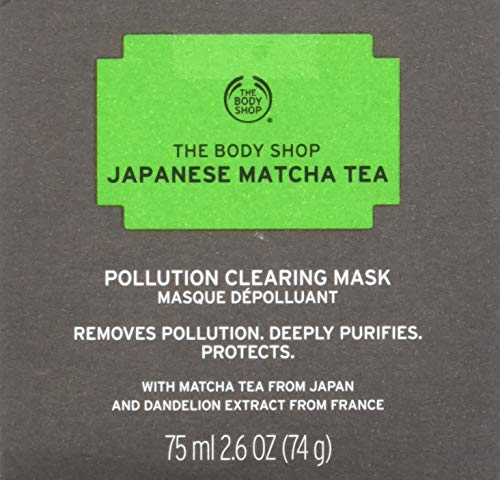 THE
BODY
SHOP
®
THE BODY SHOP
JAPANESE MATCHA TEA
POLLUTION CLEARING MASK
MASQUE DÉPOLLUANT
REMOVES POLLUTION. DEEPLY PURIFIES.
PROTECTS.
WITH MATCHA TEA FROM JAPAN
AND DANDELION EXTRACT FROM FRANCE
75 ml 2.6 OZ (74 g)